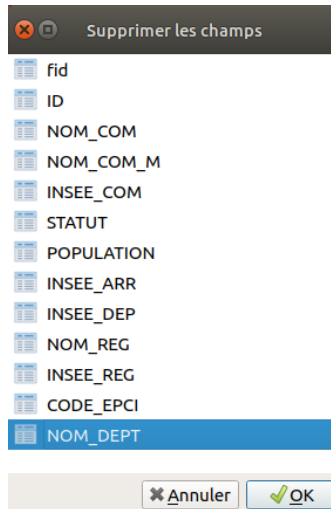 Supprimer les champs
fid
ID
NOM_COM
NOM_COM_M
INSEE_COM
STATUT
POPULATION
INSEE_ARR
INSEE_DEP
NOM_REG
INSEE_REG
CODE_EPCI
NOM_DEPT
Annuler OK